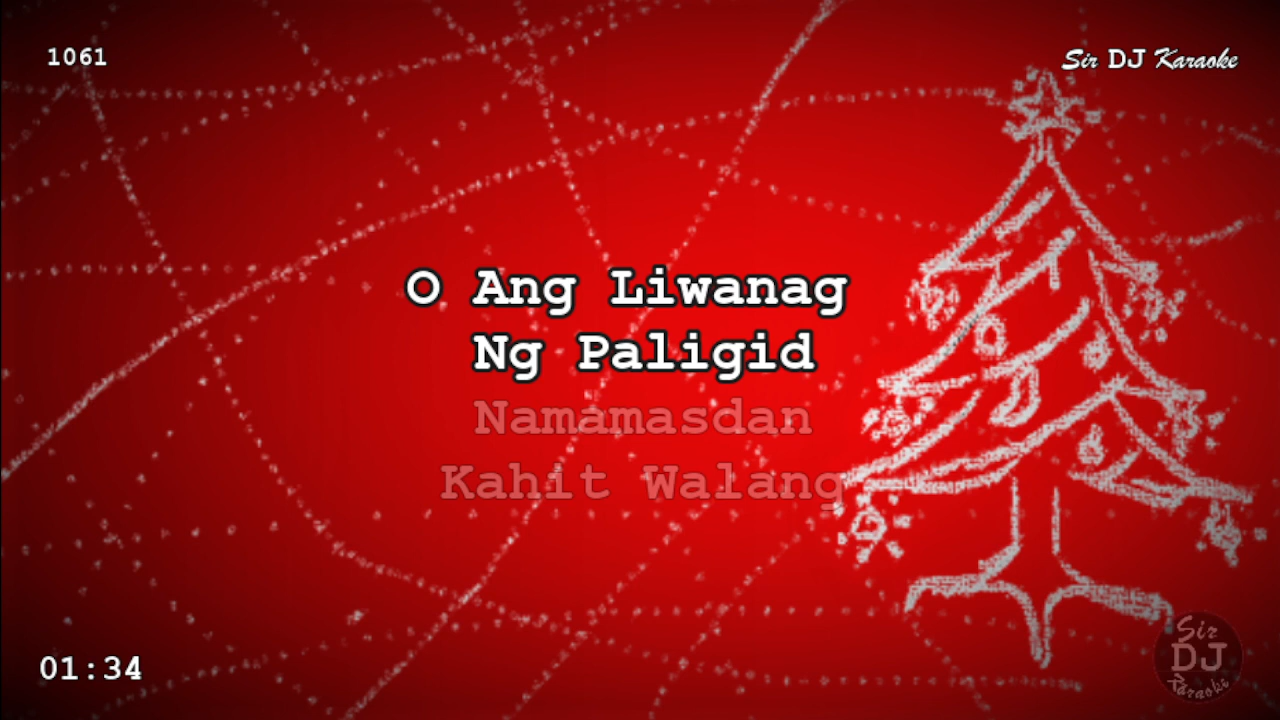 1061
Sir DJ Karaoke
O Ang Liwanag
Ng Paligid
Namamasdan
Kahit Walang
01:34
Sir
DJ
Karaoke